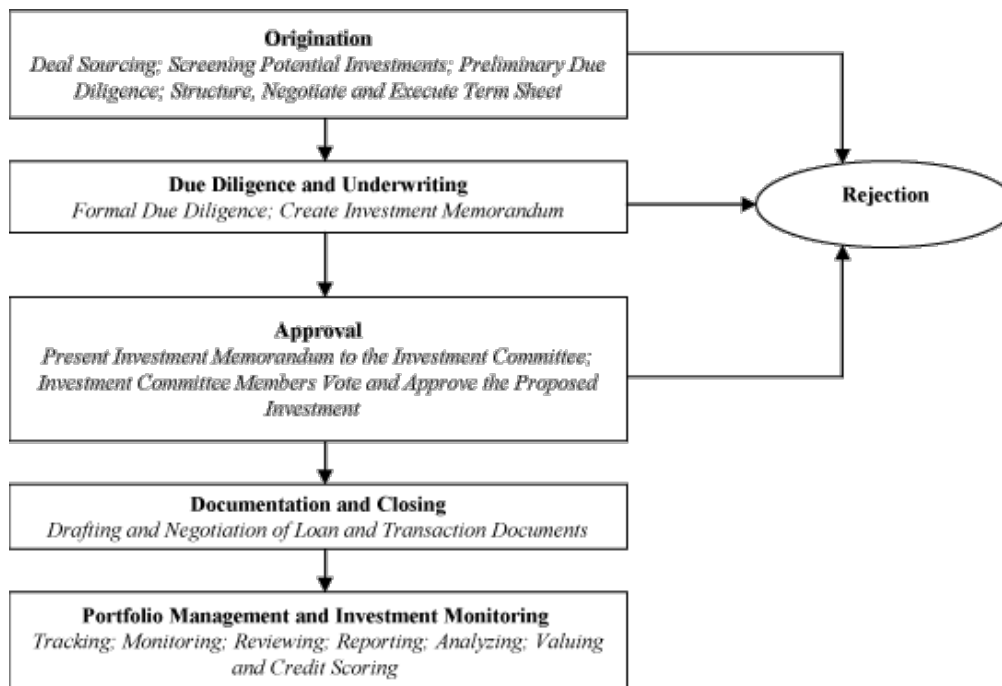 Origination
Deal Sourcing; Screening Potential Investments; Preliminary Due
Diligence; Structure, Negotiate and Execute Term Sheet
Due Diligence and Underwriting
Formal Due Diligence; Create Investment Memorandum
Rejection
Approval
Present Investment Memorandum to the Investment Committee;
Investment Committee Members Vote and Approve the Proposed
Investment
Documentation and Closing
Drafting and Negotiation of Loan and Transaction Documents
Portfolio Management and Investment Monitoring
Tracking; Monitoring; Reviewing; Reporting; Analyzing; Valuing
and Credit Scoring